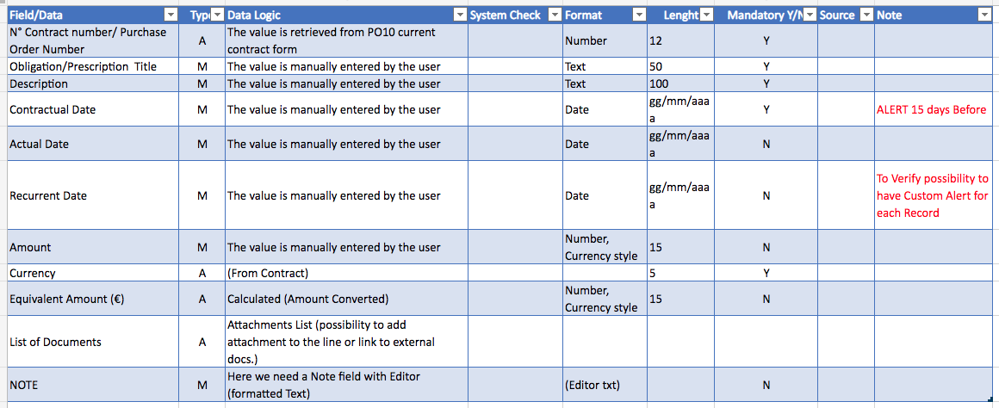 Field/Data Typ Data Logic System Check Format Lenght Mandatory Y/N Source Note
N° Contract number/ Purchase
Order Number
A
The value is retrieved from PO10 current
contract form
Number
12
Y
Obligation/Prescription Title M The value is manually entered by the user Text 50 Y
Description M The value is manually entered by the user Text 100 Y
Contractual Date M The value is manually entered by the user Date
gg/mm/aaa
a
Y
ALERT 15 days Before
Actual Date M The value is manually entered by the user Date
gg/mm/aaa
a
N
Recurrent Date M The value is manually entered by the user Date
gg/mm/aaa
a
N
To Verify possibility to
have Custom Alert for
each Record
Amount M The value is manually entered by the user
Number,
Currency style
15
N
Currency A (From Contract) 5 Y
Equivalent Amount (€) A Calculated (Amount Converted)
Number,
Currency style
15
N
List of Documents A
Attachments List (possibility to add
attachment to the line or link to external
docs.)
NOTE M
Here we need a Note field with Editor
(formatted Text)
(Editor txt)
N